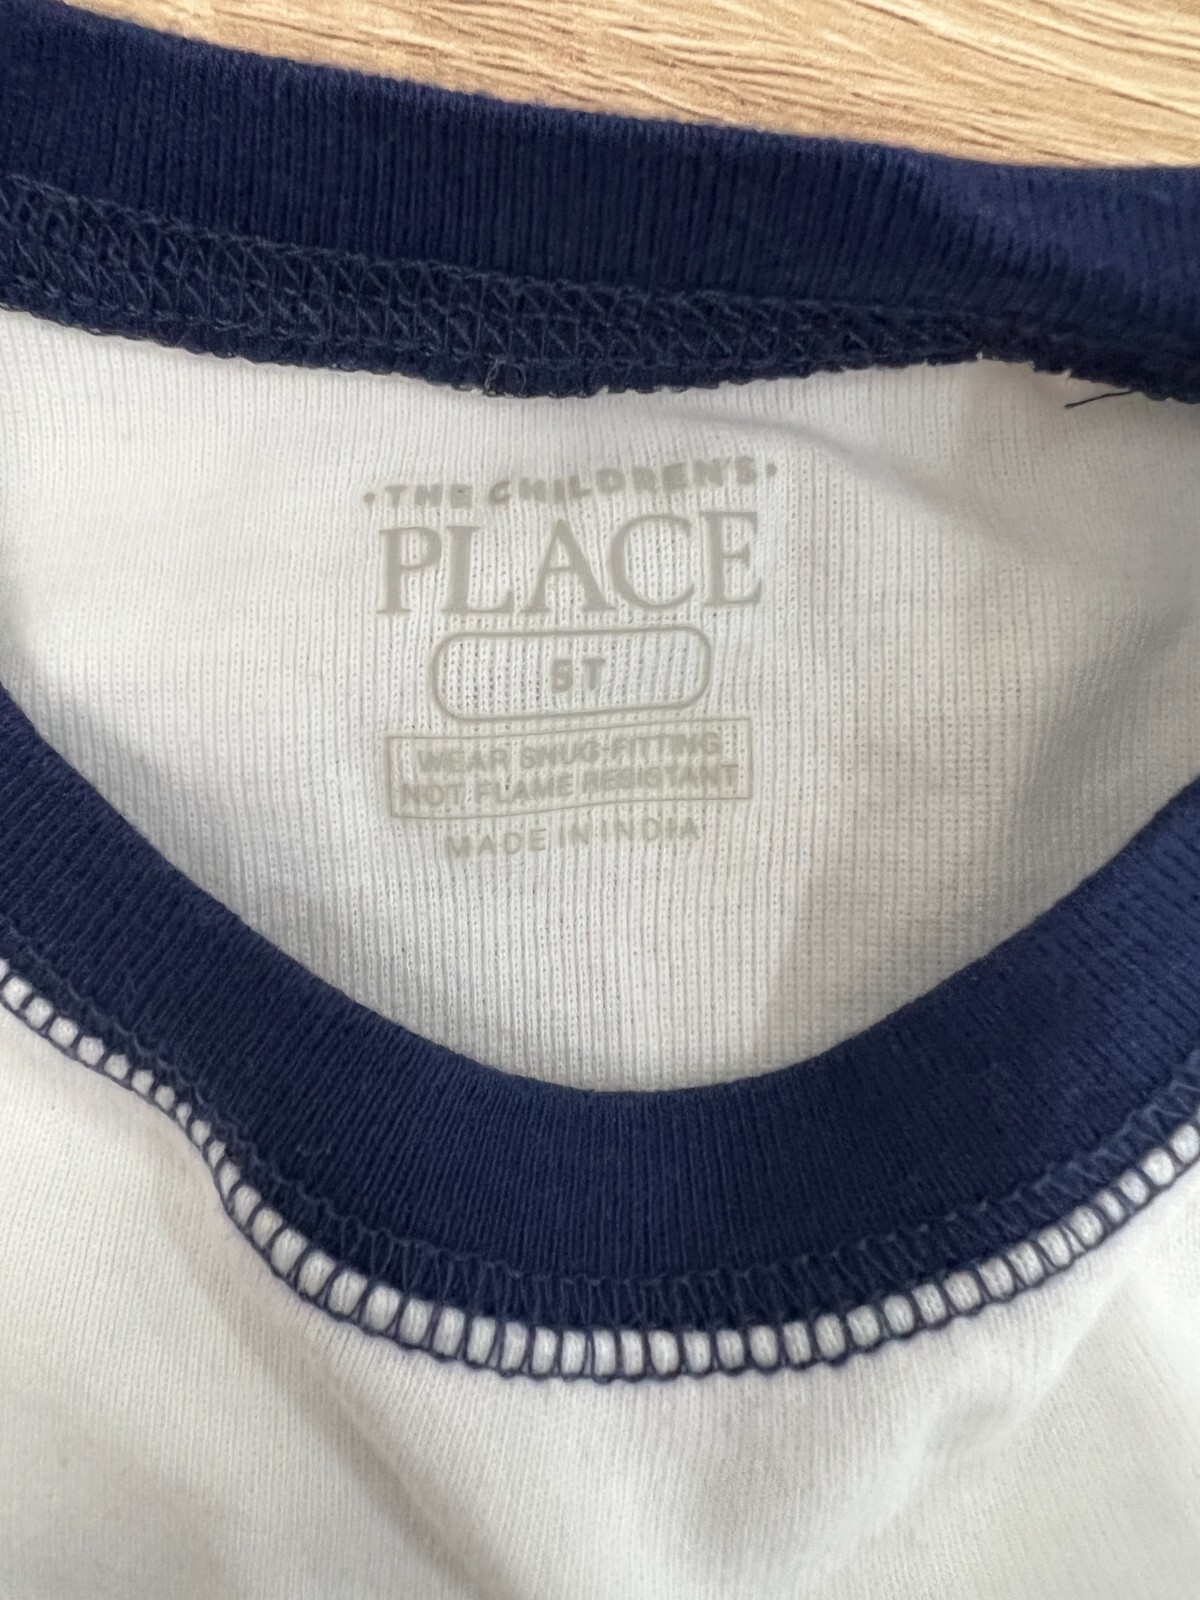 ·THE CHILDREN'S·
PLACE
5T
WEAR SNUG-FITTING
NOT FLAME RESISTANT
MADE IN INDIA